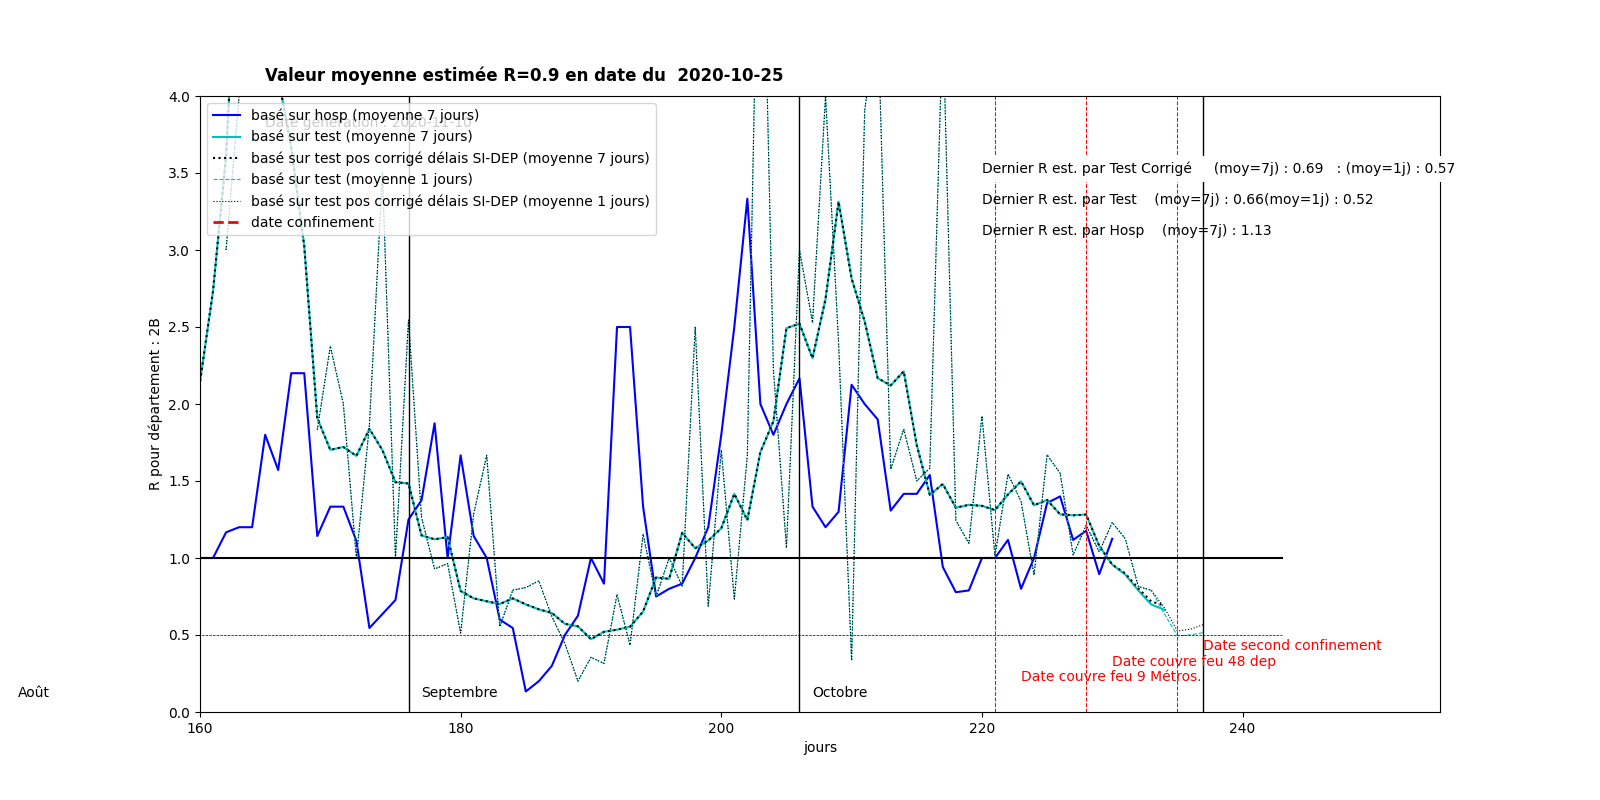 Valeur moyenne estimée R=0.9 en date du  2020-10-25
Date génération : 2020-11-10
basé sur hosp (moyenne 7 jours)
basé sur test (moyenne 7 jours)
basé sur test pos corrigé délais SI-DEP (moyenne 7 jours)
basé sur test (moyenne 1 jours)
basé sur test pos corrigé délais SI-DEP (moyenne 1 jours)
date confinement
Dernier R est. par Test Corrigé (moy=7j) : 0.69 : (moy=1j) : 0.57
Dernier R est. par Test (moy=7j) : 0.66(moy=1j) : 0.52
Dernier R est. par Hosp (moy=7j) : 1.13
4.0
3.5
3.0
2.5
2.0
1.5
1.0
0.5
0.0
R pour département : 2B
Date second confinement
Date couvre feu 48 dep
Date couvre feu 9 Métros.
Août
Septembre
Octobre
160
180
200
220
240
jours